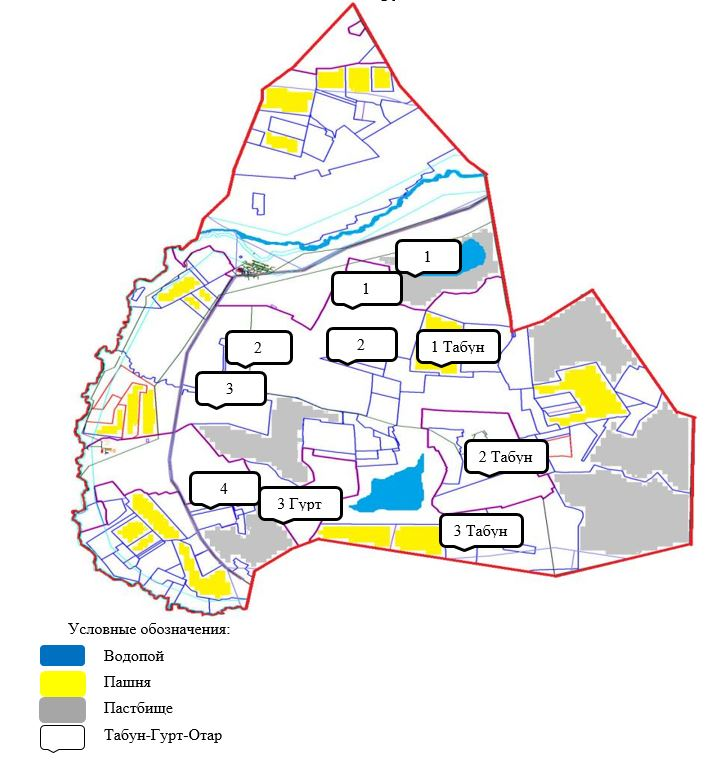 1
1
2
2
1 Табун
3
2 Табун
4
3 Гурт
3 Табун
Условные обозначения:
Водопой
Пашня
Пастбище
Табун-Гурт-Отар